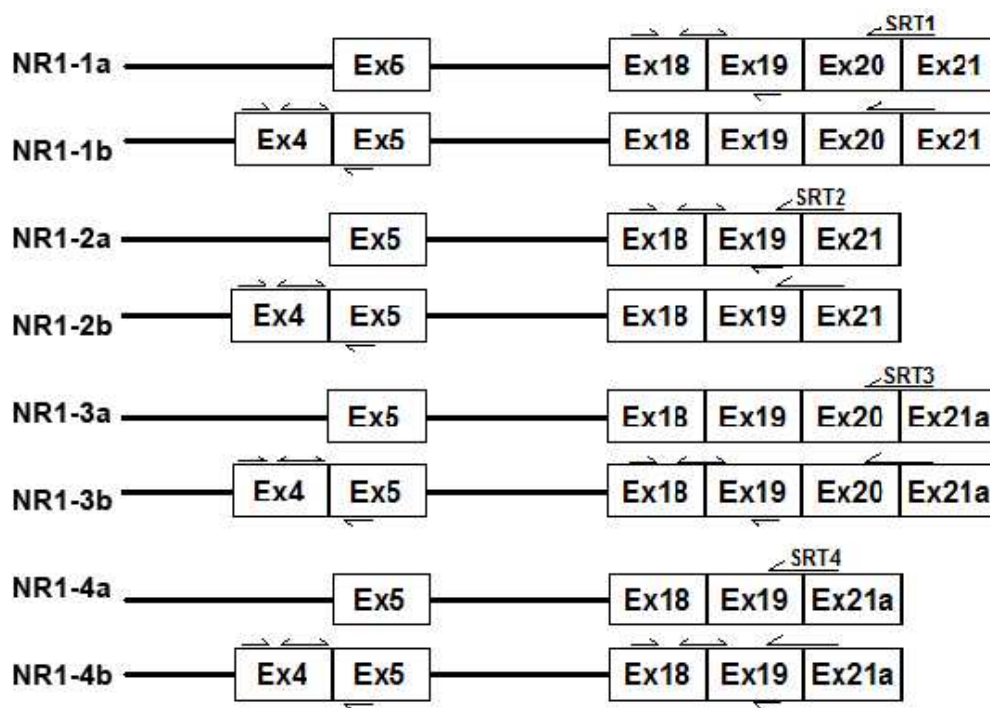 SRT1
NR1-1a Ex5 Ex18 Ex19 Ex20 Ex21
NR1-1b Ex4 Ex5 Ex18 Ex19 Ex20 Ex21
SRT2
NR1-2a Ex5 Ex18 Ex19 Ex21
NR1-2b Ex4 Ex5 Ex18 Ex19 Ex21
SRT3
NR1-3a Ex5 Ex18 Ex19 Ex20 Ex21a
NR1-3b Ex4 Ex5 Ex18 Ex19 Ex20 Ex21a
SRT4
NR1-4a Ex5 Ex18 Ex19 Ex21a
NR1-4b Ex4 Ex5 Ex18 Ex19 Ex21a